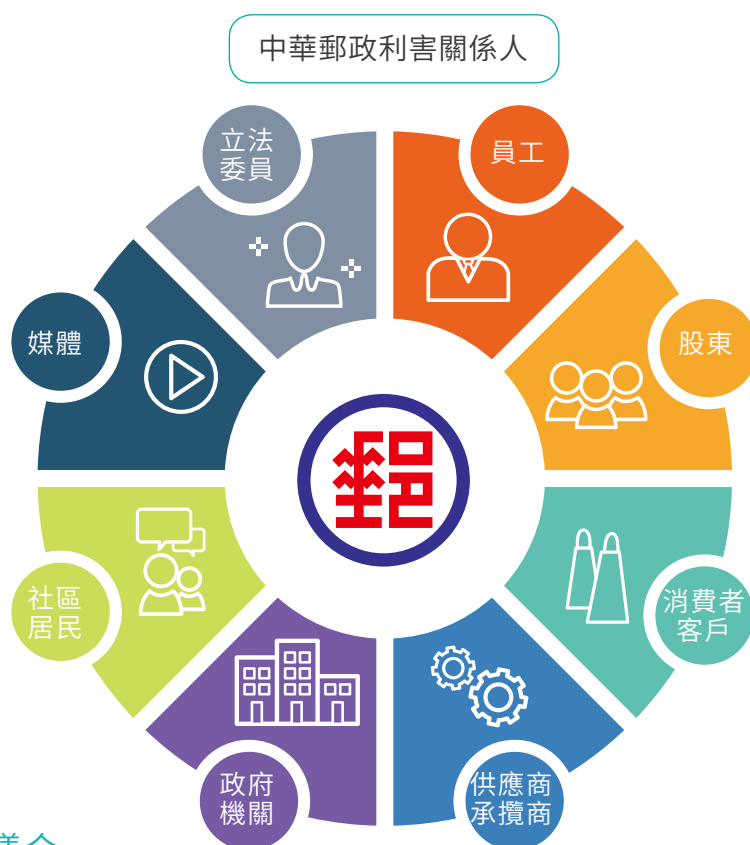 中華郵政利害關係人
立法
委員
員工
媒體
股東
郵
社區
居民
消費者
客戶
政府
機關
供應商
承攬商